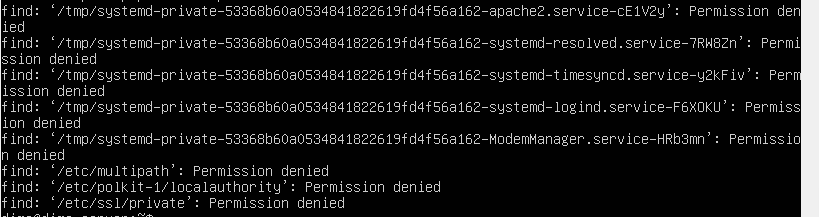 find: ‘/tmp/systemd-private-53368b60a0534841822619fd4f56a162-apache2.service-cE1V2y’: Permission den
ied
find: ‘/tmp/systemd-private-53368b60a0534841822619fd4f56a162-systemd-resolved.service-7RW8Zn’: Permi
ssion denied
find: ‘/tmp/systemd-private-53368b60a0534841822619fd4f56a162-systemd-timesyncd.service-y2kFiv’: Perm
ission denied
find: ‘/tmp/systemd-private-53368b60a0534841822619fd4f56a162-systemd-logind.service-F6XOKU’: Permiss
ion denied
find: ‘/tmp/systemd-private-53368b60a0534841822619fd4f56a162-ModemManager.service-HRb3mn’: Permissio
n denied
find: ‘/etc/multipath’: Permission denied
find: ‘/etc/polkit-1/localauthority’: Permission denied
find: ‘/etc/ssl/private’: Permission denied